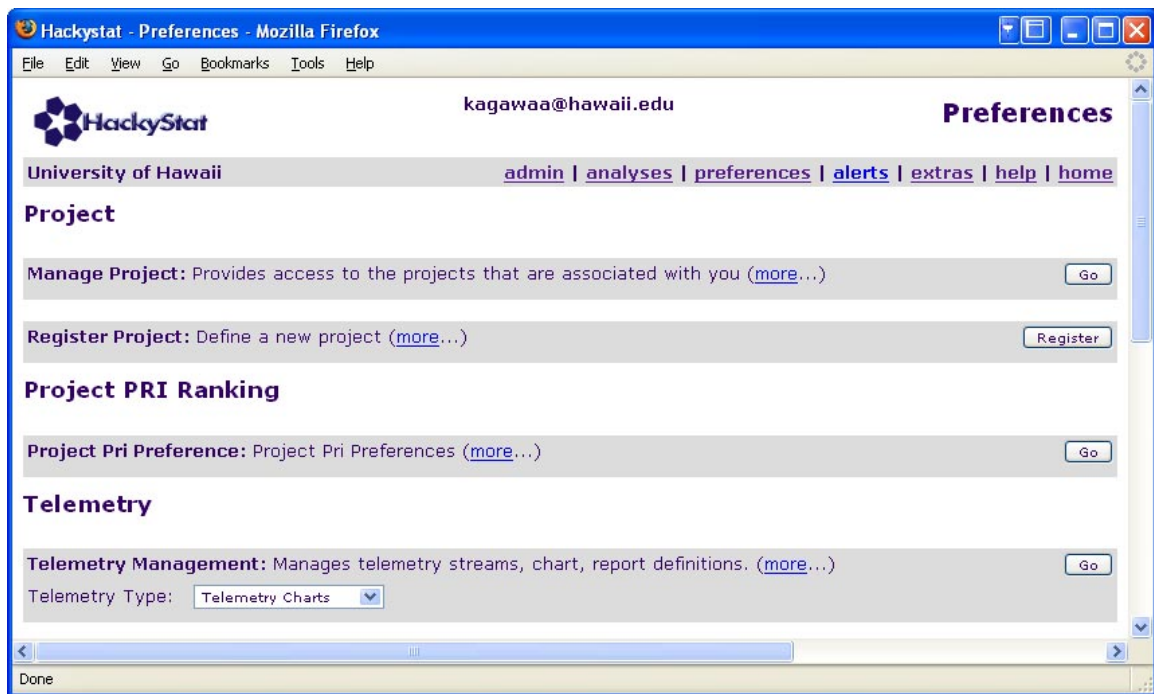 Hackystat - Preferences - Mozilla Firefox
File Edit View Go Bookmarks Tools Help
HackyStat
kagawaa@hawaii.edu
Preferences
University of Hawaii
admin | analyses | preferences | alerts | extras | help | home
Project
Manage Project: Provides access to the projects that are associated with you (more...)
Go
Register Project: Define a new project (more...)
Register
Project PRI Ranking
Project Pri Preference: Project Pri Preferences (more...)
Go
Telemetry
Telemetry Management: Manages telemetry streams, chart, report definitions. (more...)
Go
Telemetry Type: Telemetry Charts
Done